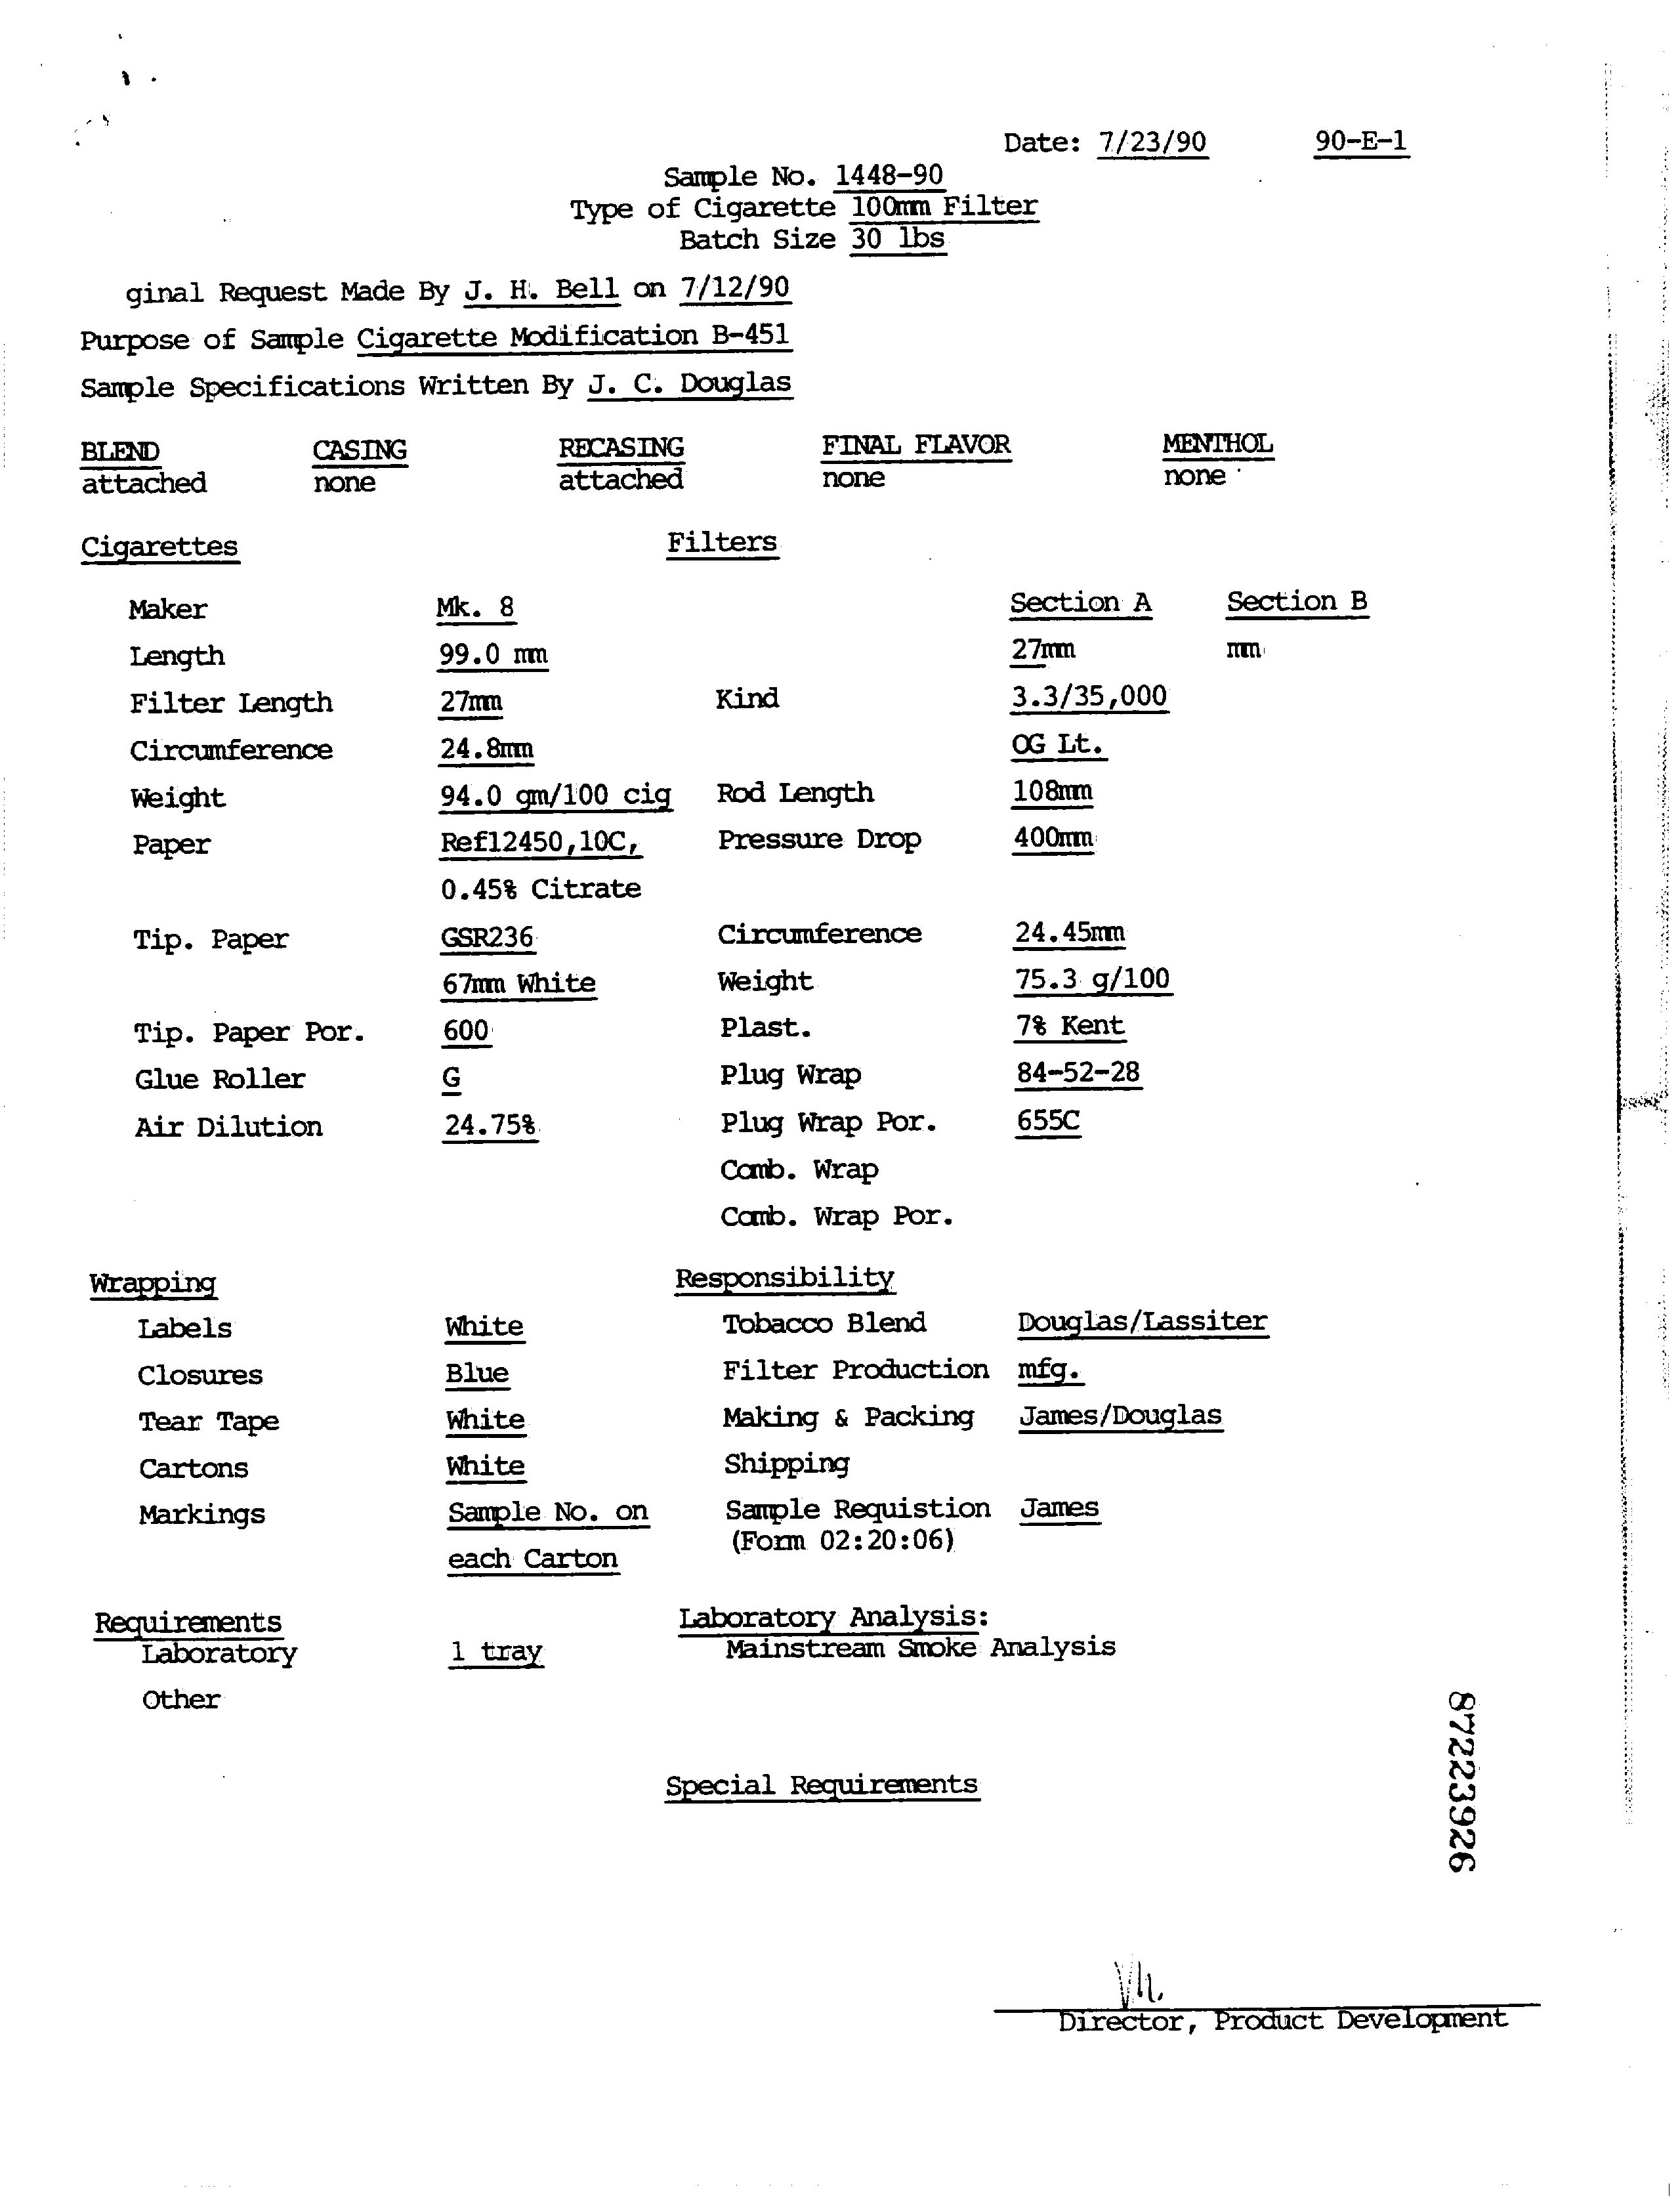 Date: 7/23/90 90-E-1
Sample No. 1448-90
Type of Cigarette 100mm Filter
Batch Size 30 lbs
ginal Request Made By J. H. Bell on 7/12/90
Purpose of Sample Cigarette Modification B-451
Sample Specifications Written By J. C. Douglas
BLEND CASING RECASING FINAL FLAVOR MENTHOL
attached none attached none none
Cigarettes Filters
Maker Mk. 8 Section A Section B
Length 99.0 mm 27mm mm
Filter Length 27mm Kind 3.3/35,000
Circumference 24.8mm OG Lt.
Weight 94.0 gm/100 cig Rod Length 108mm
Paper Ref12450,10C, Pressure Drop 400mm
0.45% Citrate
Tip. Paper GSR236 Circumference 24.45mm
67mm White Weight 75.3 g/100
Tip. Paper Por. 600 Plast. 7% Kent
Glue Roller G Plug Wrap 84-52-28
Air Dilution 24.75% Plug Wrap Por. 655C
Comb. Wrap
Comb. Wrap Por.
Wrapping Responsibility
Labels White Tobacco Blend Douglas/Lassiter
Closures Blue Filter Production mfg.
Tear Tape White Making & Packing James/Douglas
Cartons White Shipping
Markings Sample No. on Sample Requistion James
(Form 02:20:06)
each Carton
Requirements Laboratory Analysis:
Laboratory 1 tray Mainstream Smoke Analysis
Other
87223926
Special Requirements
Director, Product Development